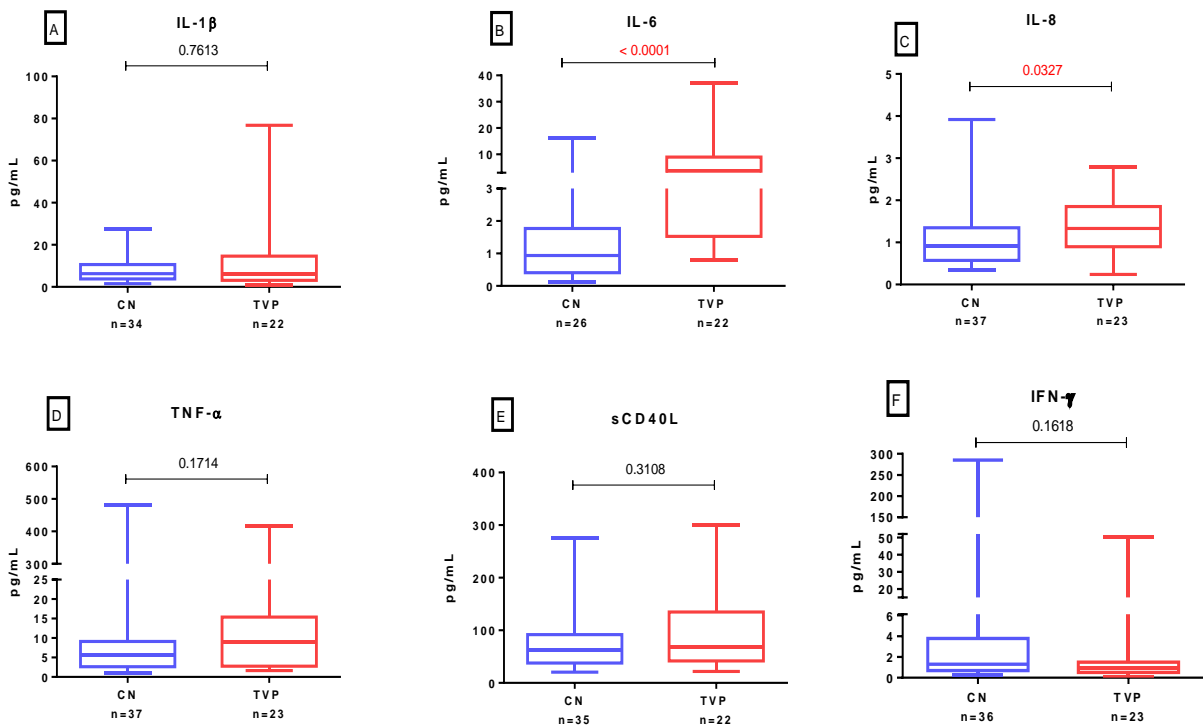 A
IL-1β
0.7613
100
80
60
40
20
0
pg/mL
CN
n=34
TVP
n=22
B
IL-6
< 0.0001
40
30
20
10
3
2
1
0
pg/mL
CN
n=26
TVP
n=22
C
IL-8
0.0327
5
4
3
2
1
0
pg/mL
CN
n=37
TVP
n=23
D
TNF-α
0.1714
600
500
400
300
25
20
15
10
5
0
pg/mL
CN
n=37
TVP
n=23
E
sCD40L
0.3108
400
300
200
100
0
pg/mL
CN
n=35
TVP
n=22
F
IFN-γ
0.1618
300
250
200
150
50
40
30
20
6
4
2
0
pg/mL
CN
n=36
TVP
n=23